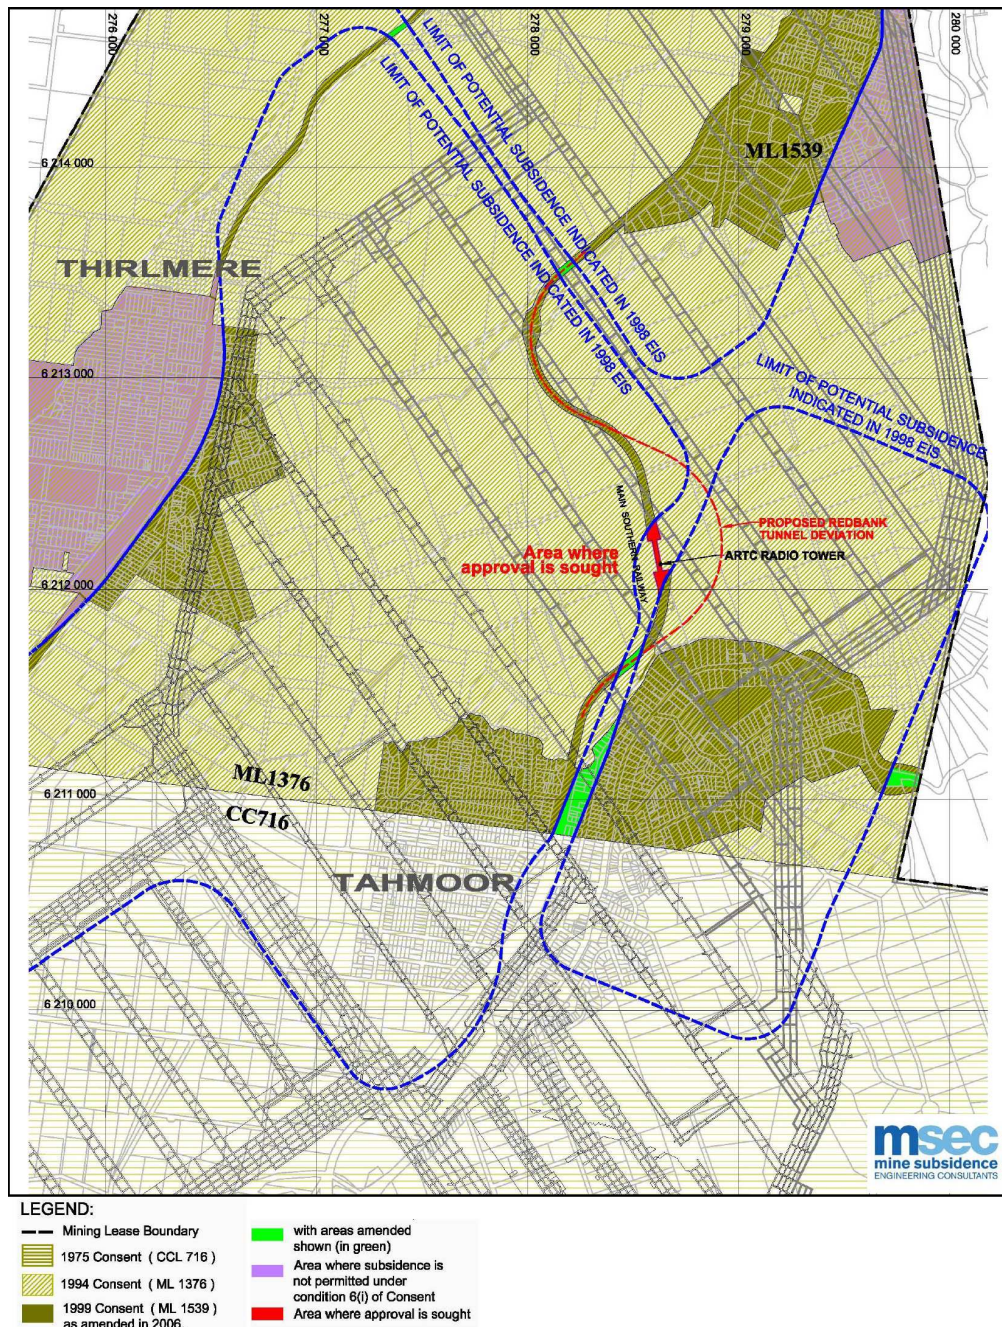 276 000
277 000
278 000
279 000
280 000
LIMIT OF POTENTIAL SUBSIDENCE INDICATED IN 1998 EIS
LIMIT OF POTENTIAL SUBSIDENCE INDICATED IN 1998 EIS
6 214 000
ML1539
THIRLMERE
6 213 000
LIMIT OF POTENTIAL SUBSIDENCE
INDICATED IN 1998 EIS
MAIN SOUTHERN RAILWAY
PROPOSED REDBANK
TUNNEL DEVIATION
Area where
approval is sought
ARTC RADIO TOWER
6 212 000
ML1376
6 211 000
CC716
TAHMOOR
6 210 000
msec
mine subsidence
ENGINEERING CONSULTANTS
LEGEND:
Mining Lease Boundary
1975 Consent ( CCL 716 )
1994 Consent ( ML 1376 )
1999 Consent ( ML 1539 )
as amended in 2006
with areas amended
shown (in green)
Area where subsidence is
not permitted under
condition 6(i) of Consent
Area where approval is sought